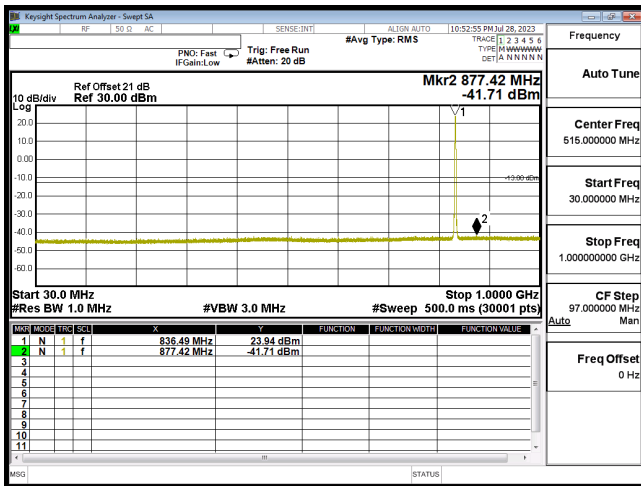 Keysight Spectrum Analyzer - Swept SA
LXI
RF 50 Ω AC SENSE:INT ALIGN AUTO 10:52:55 PM Jul 28, 2023
#Avg Type: RMS
TRACE 1 2 3 4 5 6
TYPE M W W W W W
DET A N N N N N
PNO: Fast
IFGain:Low
Trig: Free Run
#Atten: 20 dB
Mkr2 877.42 MHz
-41.71 dBm
Ref Offset 21 dB
Ref 30.00 dBm
10 dB/div
Log
20.0
10.0
0.00
-10.0
-20.0
-30.0
-40.0
-50.0
-60.0
1
-13.00 dBm
2
Start 30.0 MHz
Stop 1.0000 GHz
#Res BW 1.0 MHz
#VBW 3.0 MHz
#Sweep 500.0 ms (30001 pts)
MKR MODE TRC SCL X Y FUNCTION FUNCTION WIDTH FUNCTION VALUE
1 N 1 f 836.49 MHz 23.94 dBm
2 N 1 f 877.42 MHz -41.71 dBm
3
4
5
6
7
8
9
10
11
MSG
STATUS
Frequency
Auto Tune
Center Freq
515.000000 MHz
Start Freq
30.000000 MHz
Stop Freq
1.000000000 GHz
CF Step
97.000000 MHz
Auto Man
Freq Offset
0 Hz